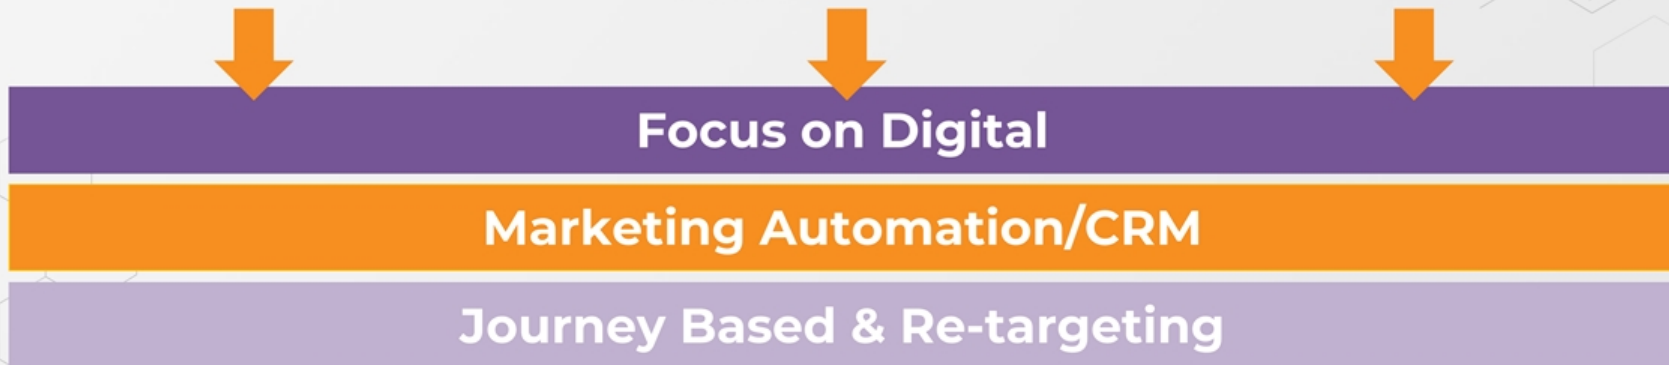 Focus on Digital
Marketing Automation/CRM
Journey Based & Re-targeting